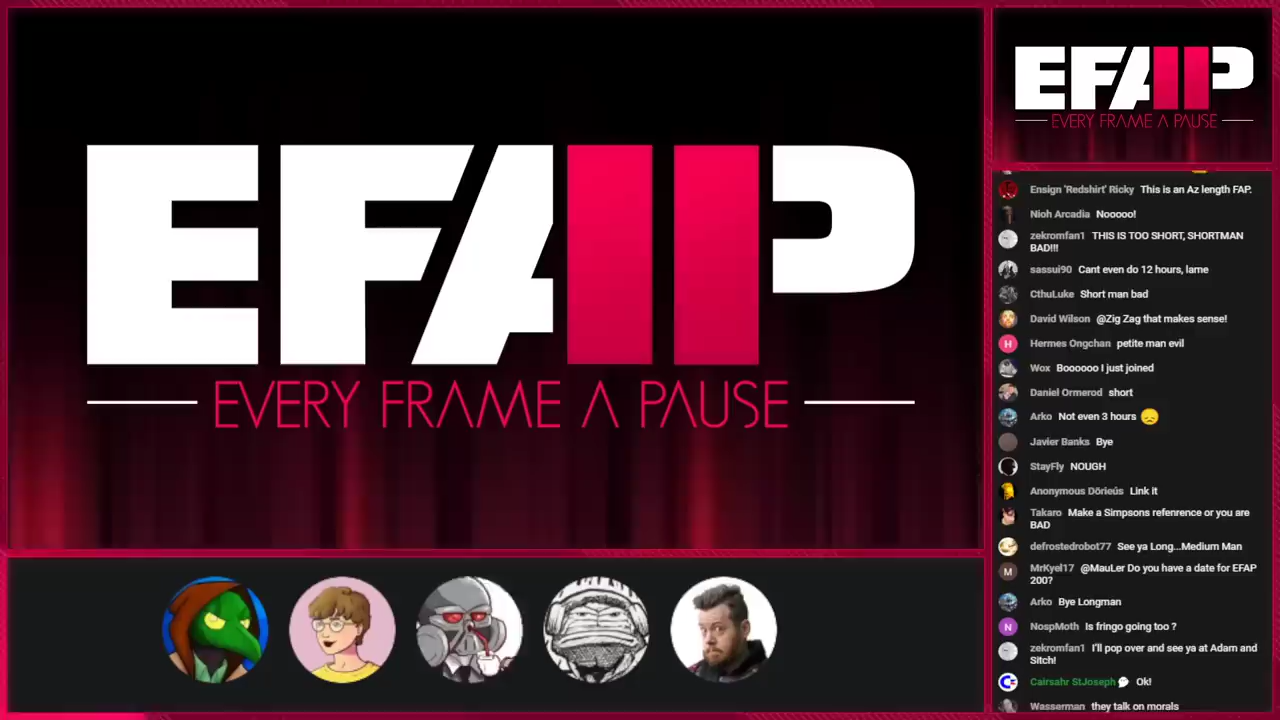 EFAP
EVERY FRAME A PAUSE
EFAP
EVERY FRAME A PAUSE
Ensign 'Redshirt' Ricky This is an Az length FAP.
Nioh Arcadia Nooooo!
zekromfan1 THIS IS TOO SHORT, SHORTMAN
BAD!!!
sassui90 Cant even do 12 hours, lame
CthuLuke Short man bad
David Wilson @Zig Zag that makes sense!
H
Hermes Ongchan petite man evil
Wox Boooooo I just joined
Daniel Ormerod short
Arko Not even 3 hours 😞
Javier Banks Bye
StayFly NOUGH
Anonymous Dōrieús Link it
Takaro Make a Simpsons refenrence or you are
BAD
defrostedrobot77 See ya Long...Medium Man
M
MrKyel17 @MauLer Do you have a date for EFAP
200?
Arko Bye Longman
N
NospMoth Is fringo going too ?
zekromfan1 I'll pop over and see ya at Adam and
Sitch!
Cairsahr StJoseph Ok!
Wasserman they talk on morals